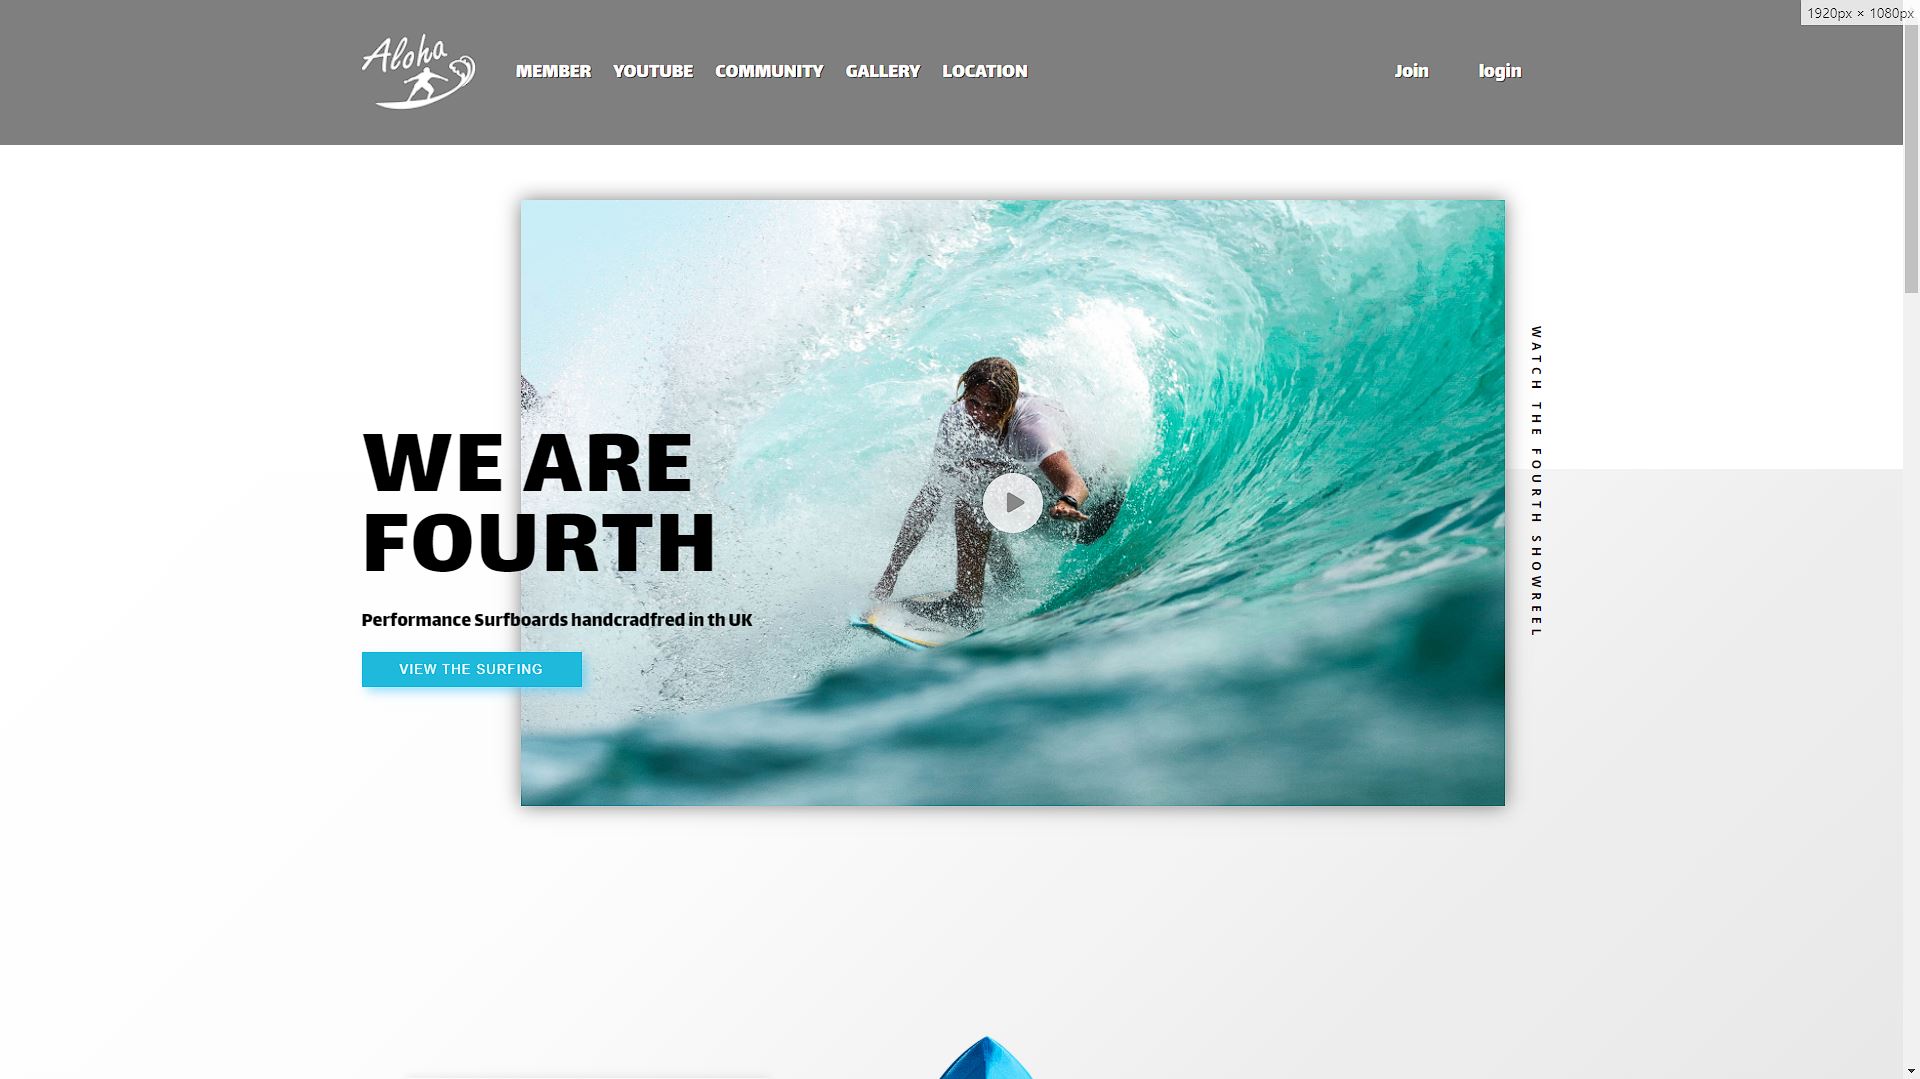 1920px × 1080px
Aloha
MEMBER YOUTUBE COMMUNITY GALLERY LOCATION Join login
WE ARE
FOURTH
Performance Surfboards handcradfred in th UK
VIEW THE SURFING
WATCH THE FOURTH SHOWREEL